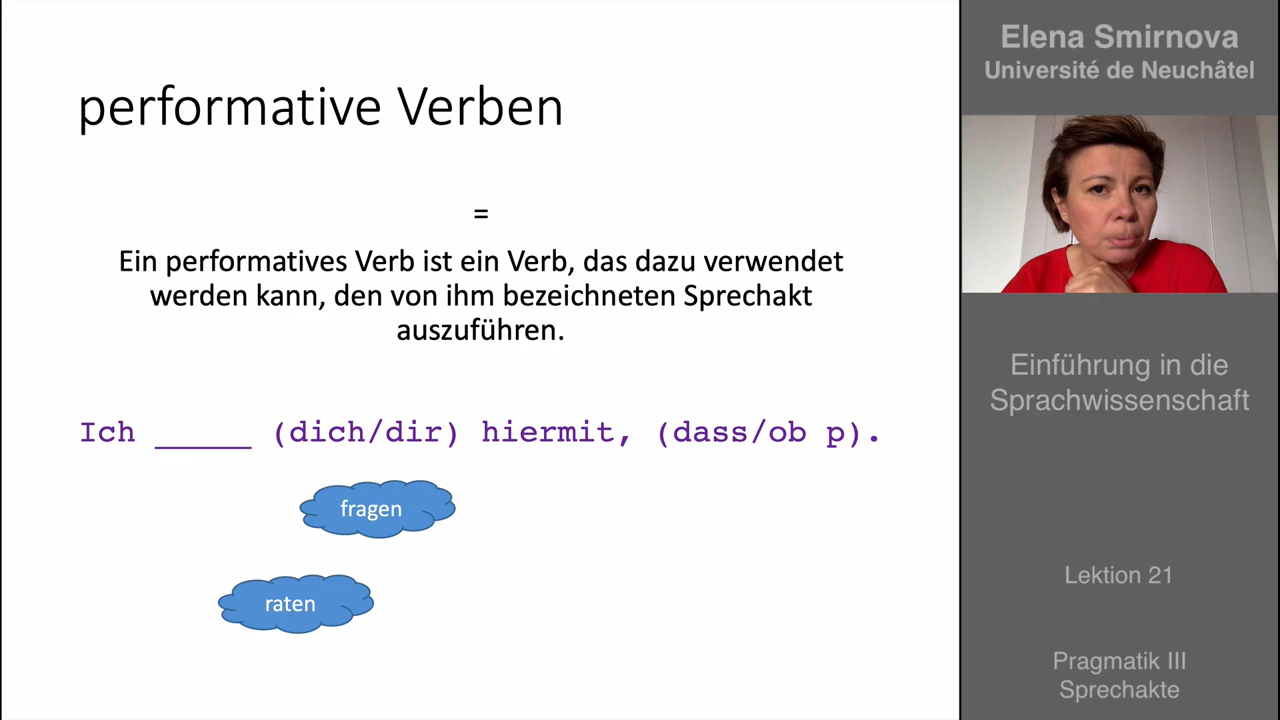 performative Verben
=
Ein performatives Verb ist ein Verb, das dazu verwendet
werden kann, den von ihm bezeichneten Sprechakt
auszuführen.
Ich _____ (dich/dir) hiermit, (dass/ob p).
fragen
raten
Elena Smirnova
Université de Neuchâtel
Einführung in die
Sprachwissenschaft
Lektion 21
Pragmatik III
Sprechakte